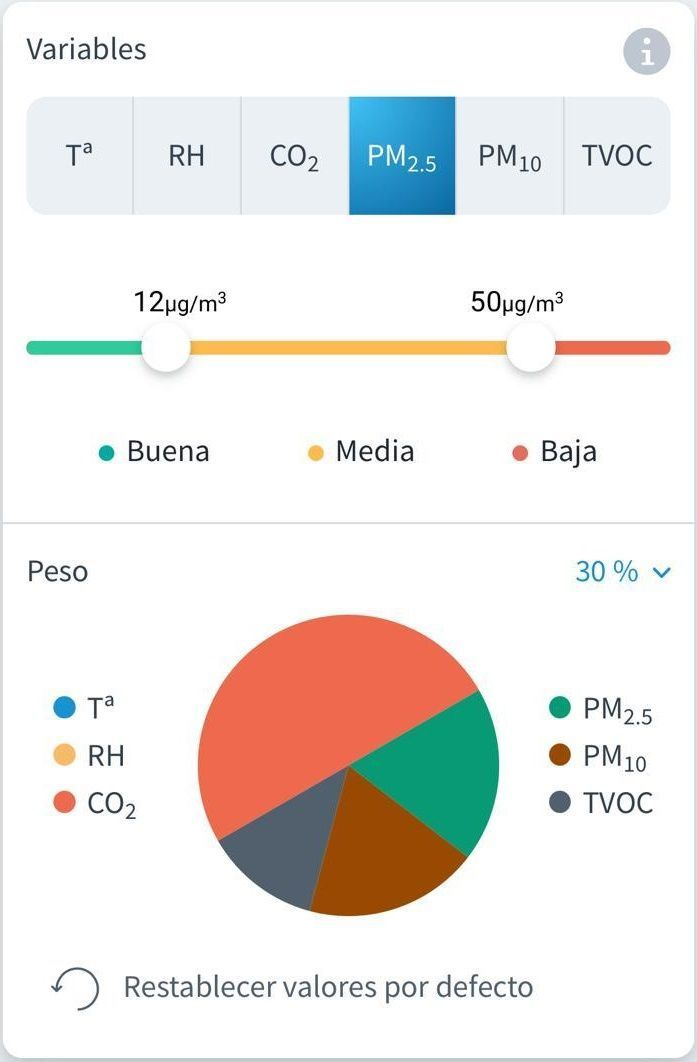 Variables
Tª RH CO₂ PM₂.₅ PM₁₀ TVOC
12µg/m³ 50µg/m³
Buena Media Baja
Peso 30 %
Tª PM₂.₅
RH PM₁₀
CO₂ TVOC
Restablecer valores por defecto